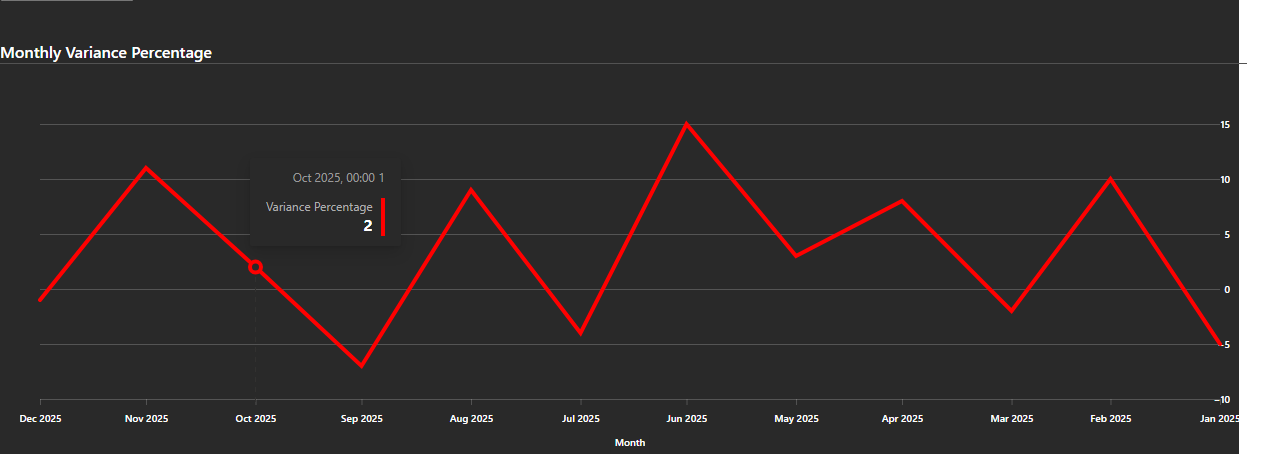 Monthly Variance Percentage
15
10
5
0
-5
-10
Oct 2025, 00:00 1
Variance Percentage
2
Dec 2025 Nov 2025 Oct 2025 Sep 2025 Aug 2025 Jul 2025 Jun 2025 May 2025 Apr 2025 Mar 2025 Feb 2025 Jan 2025
Month